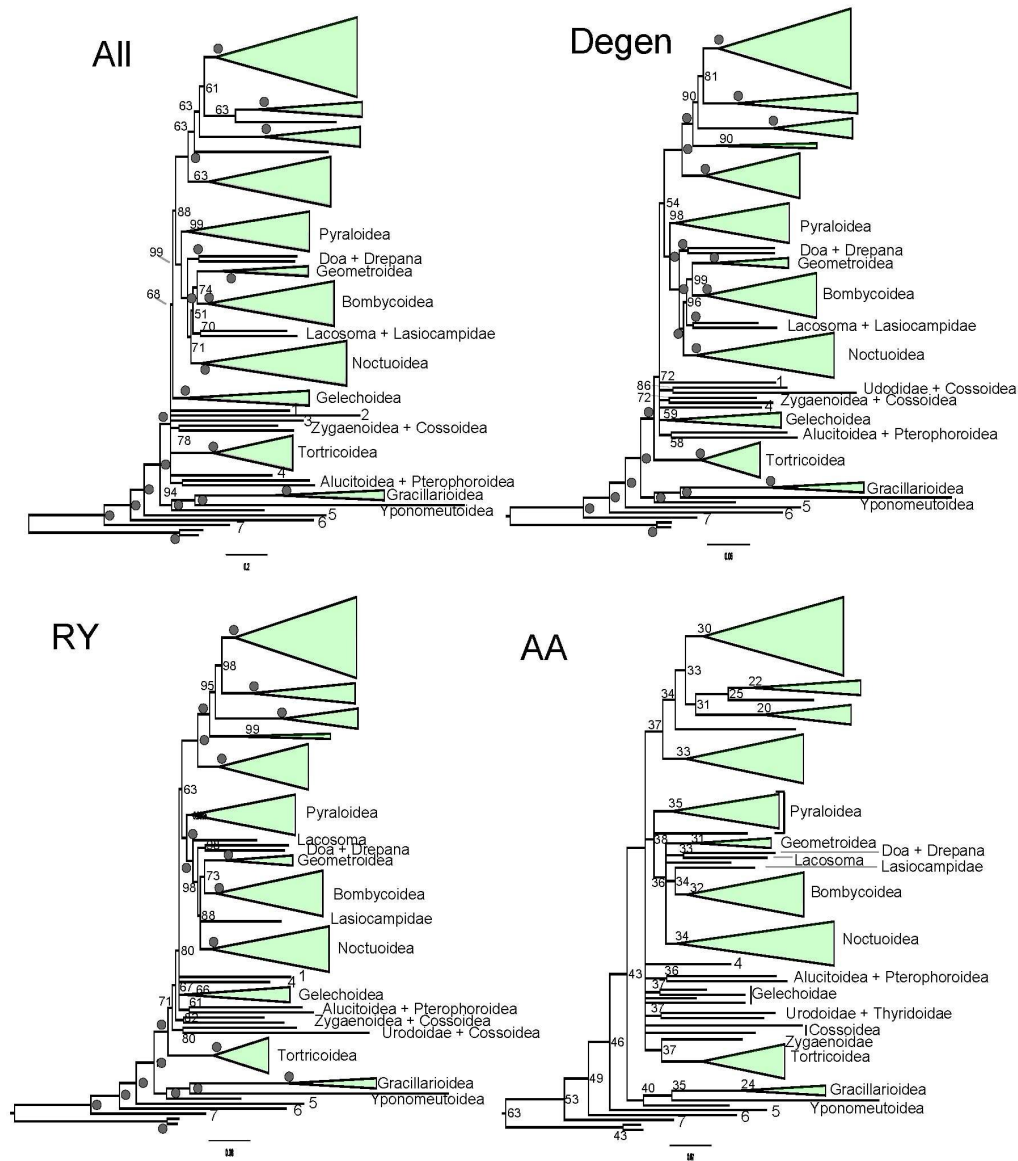 All
61
63
63
63
63
88
99
Pyraloidea
99
Doa + Drepana
Geometroidea
68
74
Bombycoidea
51
70
Lacosoma + Lasiocampidae
71
Noctuoidea
Gelechoidea
1
2
3
Zygaenoidea + Cossoidea
78
Tortricoidea
4
Alucitoidea + Pterophoroidea
94
Gracillarioidea
Yponomeutoidea
5
6
7
0.2
Degen
81
90
90
54
98
Pyraloidea
Doa + Drepana
Geometroidea
99
Bombycoidea
96
Lacosoma + Lasiocampidae
Noctuoidea
72
1
86
Udodidae + Cossoidea
72
Zygaenoidea + Cossoidea
4
59
Gelechoidea
58
Alucitoidea + Pterophoroidea
Tortricoidea
Gracillarioidea
Yponomeutoidea
5
6
7
RY
98
95
99
63
Pyraloidea
Lacosoma
Doa + Drepana
Geometroidea
73
98
Bombycoidea
88
Lasiocampidae
Noctuoidea
80
1
4
67
66
Gelechoidea
71
61
Alucitoidea + Pterophoroidea
Zygaenoidea + Cossoidea
80
Urodoidae + Cossoidea
Tortricoidea
Gracillarioidea
Yponomeutoidea
5
6
7
AA
30
33
22
34
25
31
20
37
33
35
Pyraloidea
38
31
Geometroidea
33
Doa + Drepana
Lacosoma
Lasiocampidae
36
34
32
Bombycoidea
34
Noctuoidea
4
43
36
Alucitoidea + Pterophoroidea
37
Gelechoidae
37
Urodoidae + Thyridoidae
Cossoidea
46
Zygaenoidae
37
Tortricoidea
49
40
35
24
Gracillarioidea
53
Yponomeutoidea
5
63
6
7
43